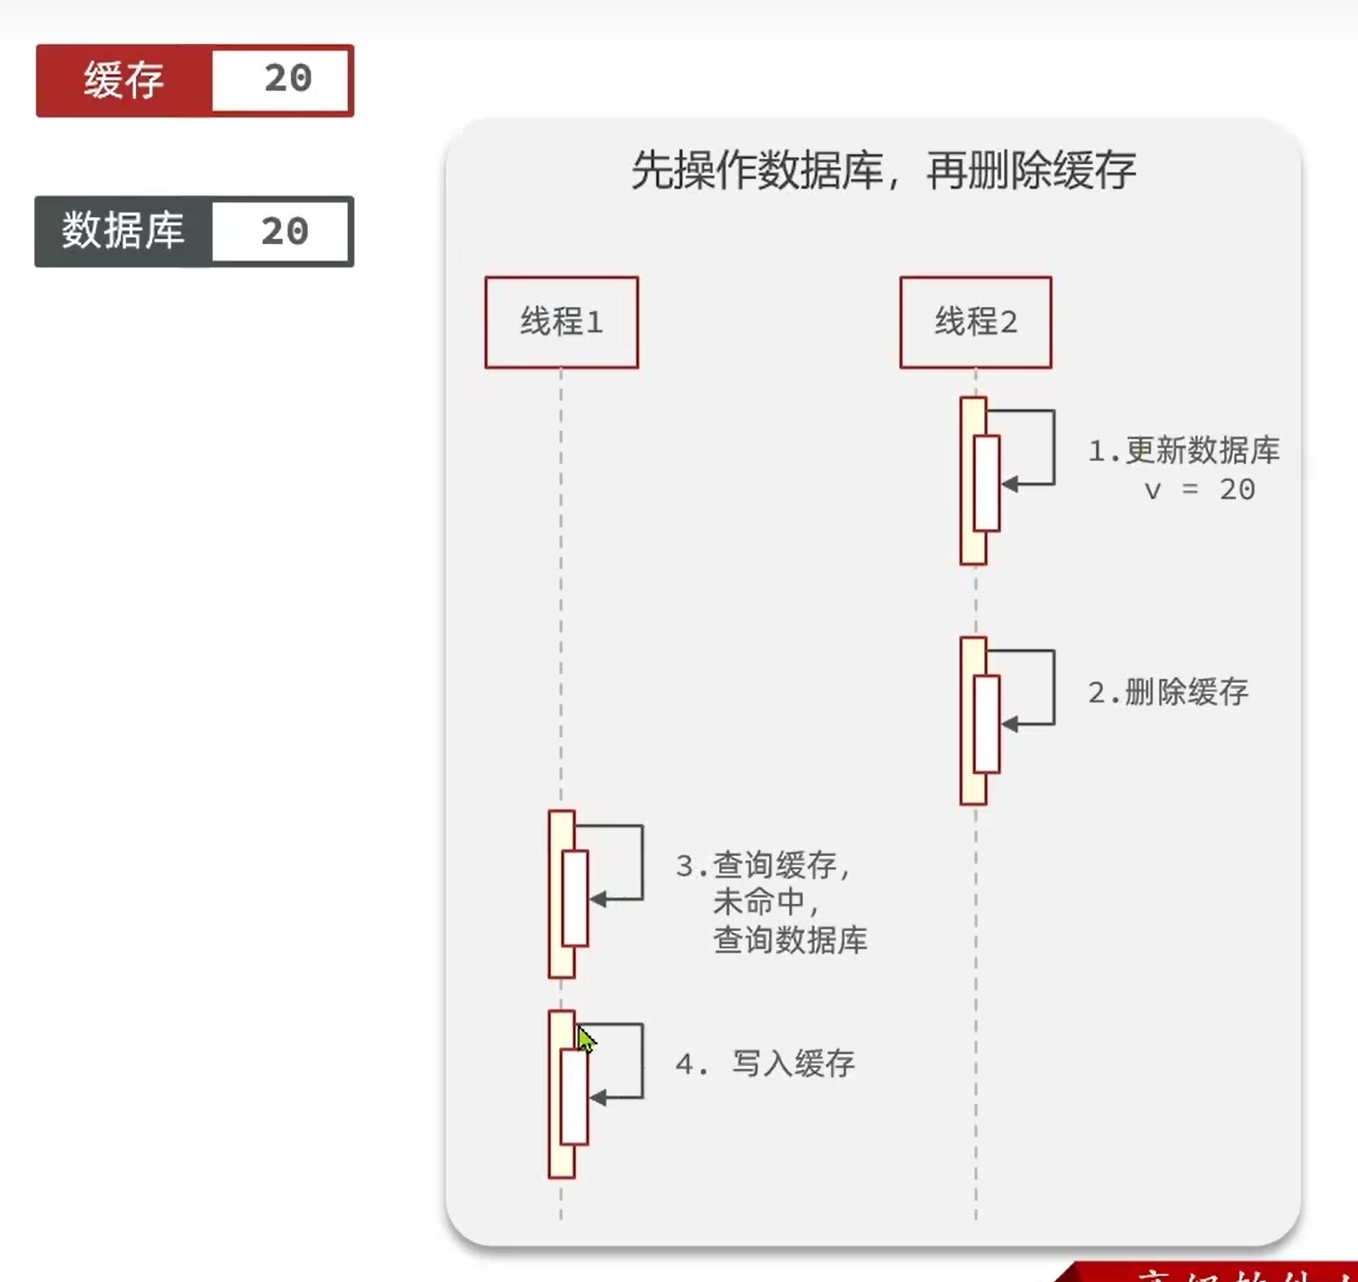 缓存 20
数据库 20
先操作数据库，再删除缓存
线程1
线程2
1.更新数据库
v = 20
2.删除缓存
3.查询缓存，
未命中，
查询数据库
4. 写入缓存